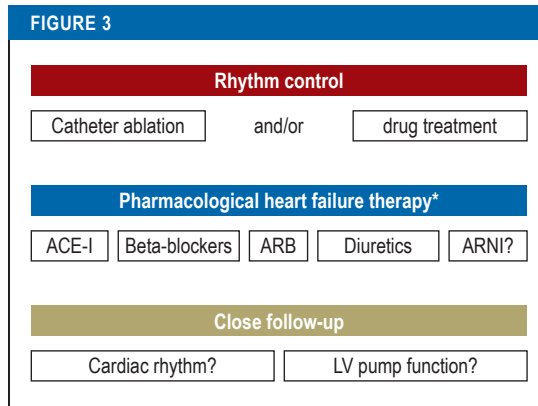 FIGURE 3
Rhythm control
Catheter ablation and/or drug treatment
Pharmacological heart failure therapy*
ACE-I Beta-blockers ARB Diuretics ARNI?
Close follow-up
Cardiac rhythm? LV pump function?